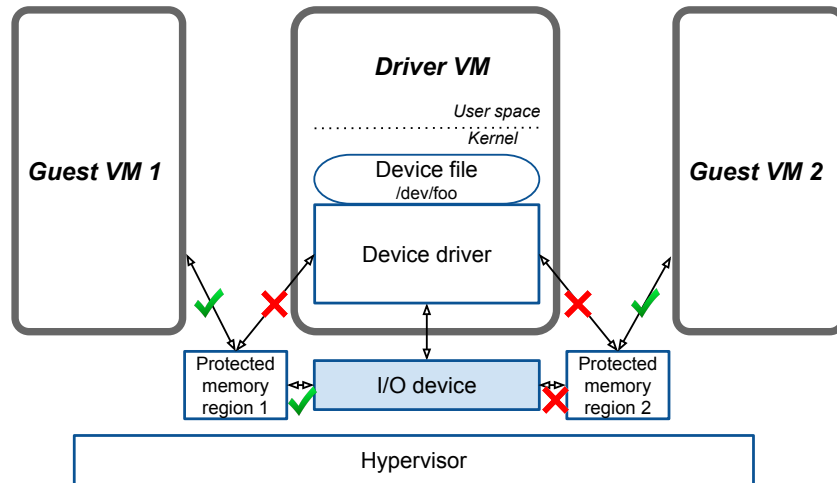 Driver VM
User space
Kernel
Guest VM 1
Device file
/dev/foo
Guest VM 2
Device driver
Protected
memory
region 1
I/O device
Protected
memory
region 2
Hypervisor